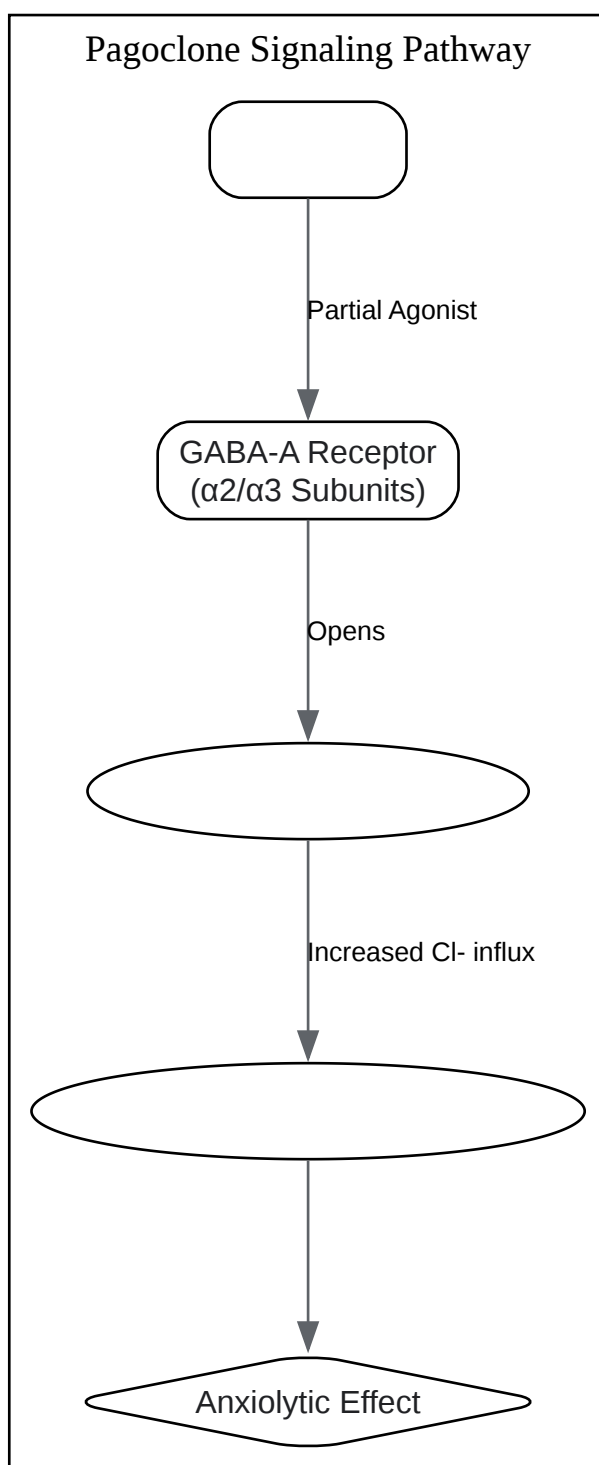 Pagoclone Signaling Pathway
Partial Agonist
GABA-A Receptor
(α2/α3 Subunits)
Opens
Increased Cl- influx
Anxiolytic Effect